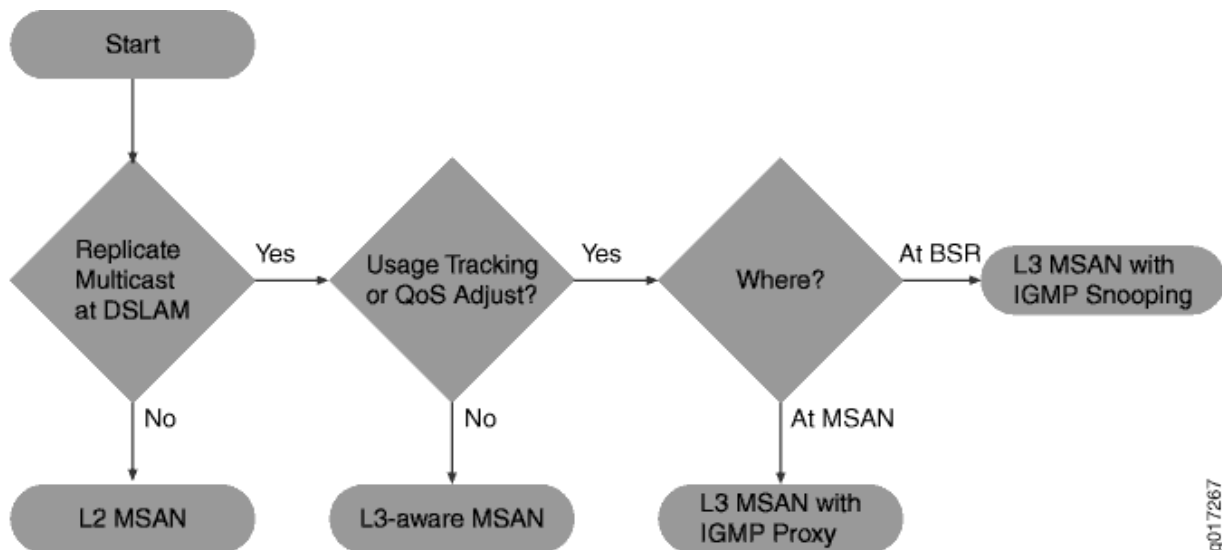 Start
Replicate
Multicast
at DSLAM
Yes
Usage Tracking
or QoS Adjust?
Yes
Where?
At BSR
L3 MSAN with
IGMP Snooping
No
No
At MSAN
L2 MSAN
L3-aware MSAN
L3 MSAN with
IGMP Proxy
g017267